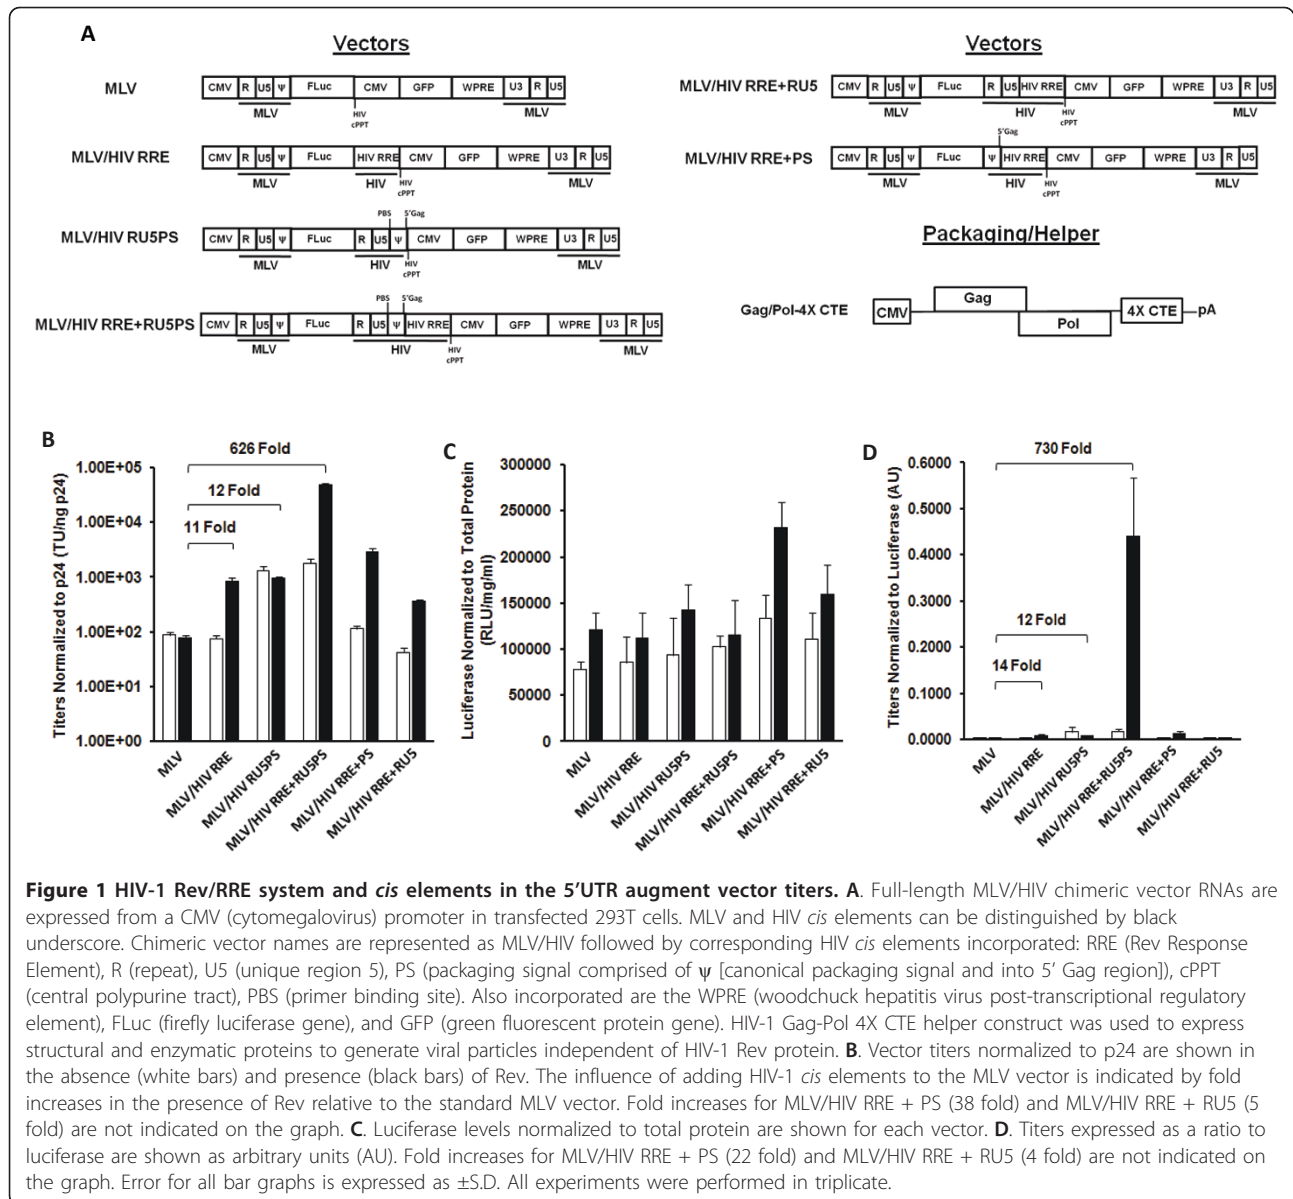 A
Vectors
MLV
CMV R U5 ψ FLuc CMV GFP WPRE U3 R U5
MLV HIV cPPT MLV
MLV/HIV RRE
CMV R U5 ψ FLuc HIV RRE CMV GFP WPRE U3 R U5
MLV HIV HIV cPPT MLV
PBS 5'Gag
MLV/HIV RU5PS
CMV R U5 ψ FLuc R U5 ψ CMV GFP WPRE U3 R U5
MLV HIV HIV cPPT MLV
PBS 5'Gag
MLV/HIV RRE+RU5PS
CMV R U5 ψ FLuc R U5 ψ HIV RRE CMV GFP WPRE U3 R U5
MLV HIV HIV cPPT MLV
Vectors
MLV/HIV RRE+RU5
CMV R U5 ψ FLuc R U5 HIV RRE CMV GFP WPRE U3 R U5
MLV HIV HIV cPPT MLV
5'Gag
MLV/HIV RRE+PS
CMV R U5 ψ FLuc ψ HIV RRE CMV GFP WPRE U3 R U5
MLV HIV HIV cPPT MLV
Packaging/Helper
Gag/Pol-4X CTE
CMV Gag Pol 4X CTE pA
B
Titers Normalized to p24 (TU/ng p24)
1.00E+05
1.00E+04
1.00E+03
1.00E+02
1.00E+01
1.00E+00
626 Fold
12 Fold
11 Fold
MLV
MLV/HIV RRE
MLV/HIV RU5PS
MLV/HIV RRE+RU5PS
MLV/HIV RRE+PS
MLV/HIV RRE+RU5
C
Luciferase Normalized to Total Protein
(RLU/mg/ml)
300000
250000
200000
150000
100000
50000
0
MLV
MLV/HIV RRE
MLV/HIV RU5PS
MLV/HIV RRE+RU5PS
MLV/HIV RRE+PS
MLV/HIV RRE+RU5
D
Titers Normalized to Luciferase (AU)
0.6000
0.5000
0.4000
0.3000
0.2000
0.1000
0.0000
730 Fold
12 Fold
14 Fold
MLV
MLV/HIV RRE
MLV/HIV RU5PS
MLV/HIV RRE+RU5PS
MLV/HIV RRE+PS
MLV/HIV RRE+RU5
Figure 1 HIV-1 Rev/RRE system and cis elements in the 5'UTR augment vector titers. A. Full-length MLV/HIV chimeric vector RNAs are
expressed from a CMV (cytomegalovirus) promoter in transfected 293T cells. MLV and HIV cis elements can be distinguished by black
underscore. Chimeric vector names are represented as MLV/HIV followed by corresponding HIV cis elements incorporated: RRE (Rev Response
Element), R (repeat), U5 (unique region 5), PS (packaging signal comprised of ψ [canonical packaging signal and into 5' Gag region]), cPPT
(central polypurine tract), PBS (primer binding site). Also incorporated are the WPRE (woodchuck hepatitis virus post-transcriptional regulatory
element), FLuc (firefly luciferase gene), and GFP (green fluorescent protein gene). HIV-1 Gag-Pol 4X CTE helper construct was used to express
structural and enzymatic proteins to generate viral particles independent of HIV-1 Rev protein. B. Vector titers normalized to p24 are shown in
the absence (white bars) and presence (black bars) of Rev. The influence of adding HIV-1 cis elements to the MLV vector is indicated by fold
increases in the presence of Rev relative to the standard MLV vector. Fold increases for MLV/HIV RRE + PS (38 fold) and MLV/HIV RRE + RU5 (5
fold) are not indicated on the graph. C. Luciferase levels normalized to total protein are shown for each vector. D. Titers expressed as a ratio to
luciferase are shown as arbitrary units (AU). Fold increases for MLV/HIV RRE + PS (22 fold) and MLV/HIV RRE + RU5 (4 fold) are not indicated on
the graph. Error for all bar graphs is expressed as ±S.D. All experiments were performed in triplicate.